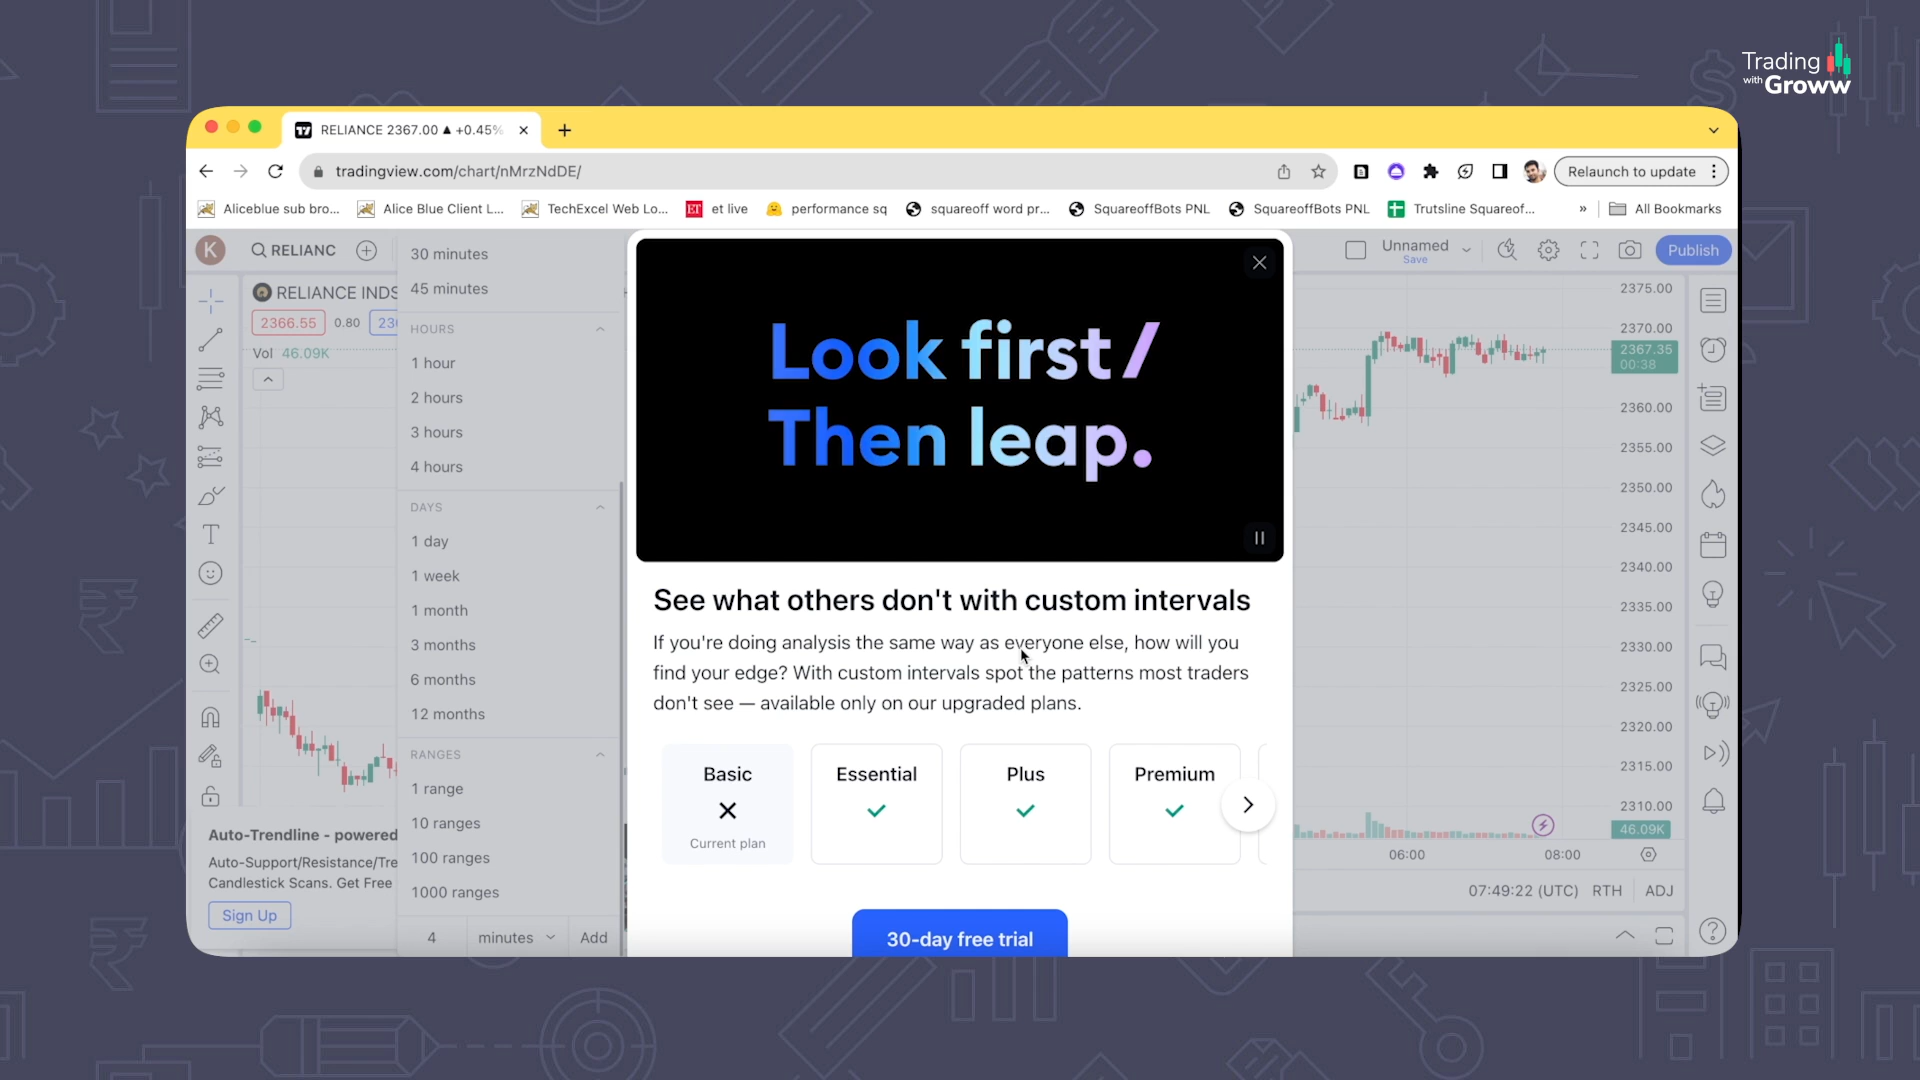 Trading
with Groww
RELIANCE 2367.00 ▲ +0.45%
tradingview.com/chart/nMrzNdDE/
Relaunch to update
Aliceblue sub bro...
Alice Blue Client L...
TechExcel Web Lo...
ET
et live
performance sq
squareoff word pr...
SquareoffBots PNL
SquareoffBots PNL
Trutsline Squareof...
»
All Bookmarks
K
RELIANC
Unnamed
Save
Publish
RELIANCE INDS
2366.55
0.80
Vol 46.09K
30 minutes
45 minutes
HOURS
1 hour
2 hours
3 hours
4 hours
DAYS
1 day
1 week
1 month
3 months
6 months
12 months
RANGES
1 range
10 ranges
100 ranges
1000 ranges
4
minutes
Add
Auto-Trendline - powered
Auto-Support/Resistance/Tre
Candlestick Scans. Get Free
Sign Up
Look first/
Then leap.
See what others don't with custom intervals
If you're doing analysis the same way as everyone else, how will you
find your edge? With custom intervals spot the patterns most traders
don't see — available only on our upgraded plans.
Basic
Current plan
Essential
Plus
Premium
30-day free trial
2375.00
2370.00
2367.35
00:38
2360.00
2355.00
2350.00
2345.00
2340.00
2335.00
2330.00
2325.00
2320.00
2315.00
2310.00
46.09K
06:00
08:00
07:49:22 (UTC)
RTH
ADJ